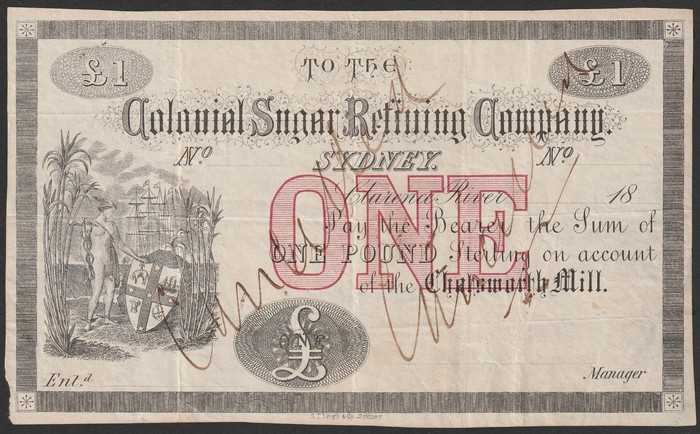 £1 TO THE £1
Colonial Sugar Refining Company.
No SYDNEY. No
Clarence River 18
ONE
Pay the Bearer the Sum of
ONE POUND Sterling on account
of the Chatsworth Mill.
£ ONE
Ent.d Manager